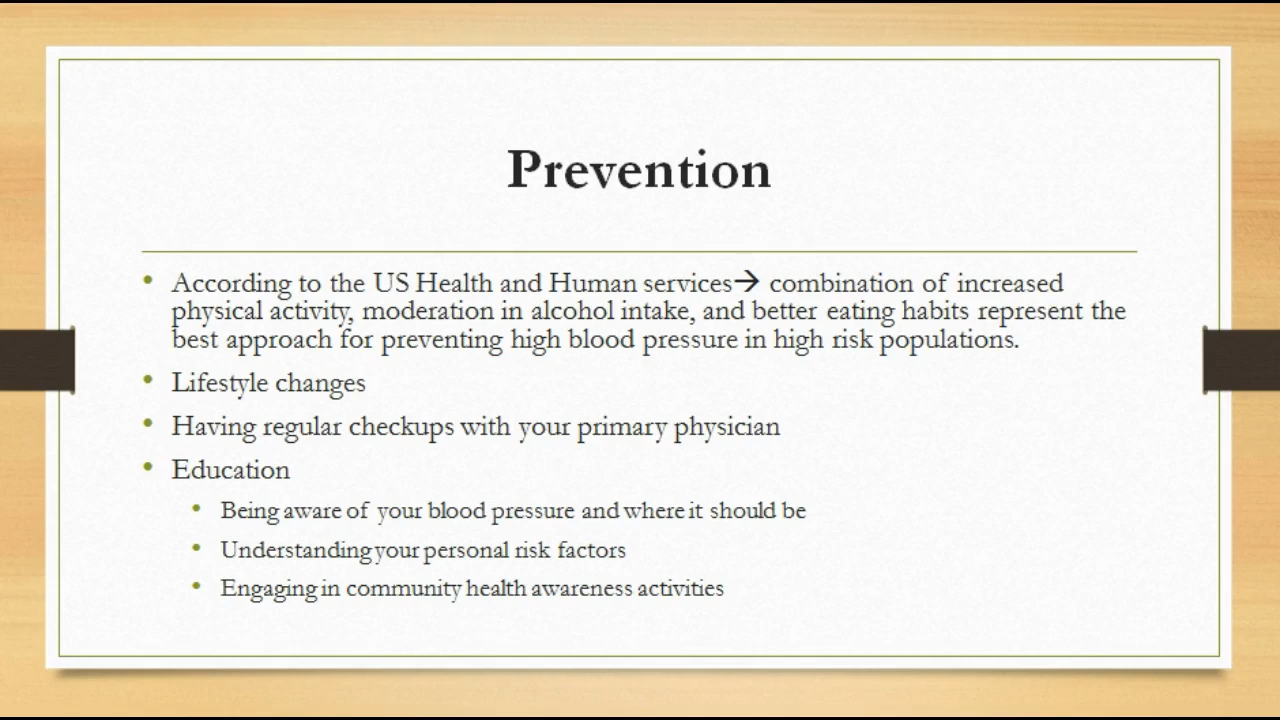 Prevention
• According to the US Health and Human services→ combination of increased
physical activity, moderation in alcohol intake, and better eating habits represent the
best approach for preventing high blood pressure in high risk populations.
• Lifestyle changes
• Having regular checkups with your primary physician
• Education
• Being aware of your blood pressure and where it should be
• Understanding your personal risk factors
• Engaging in community health awareness activities